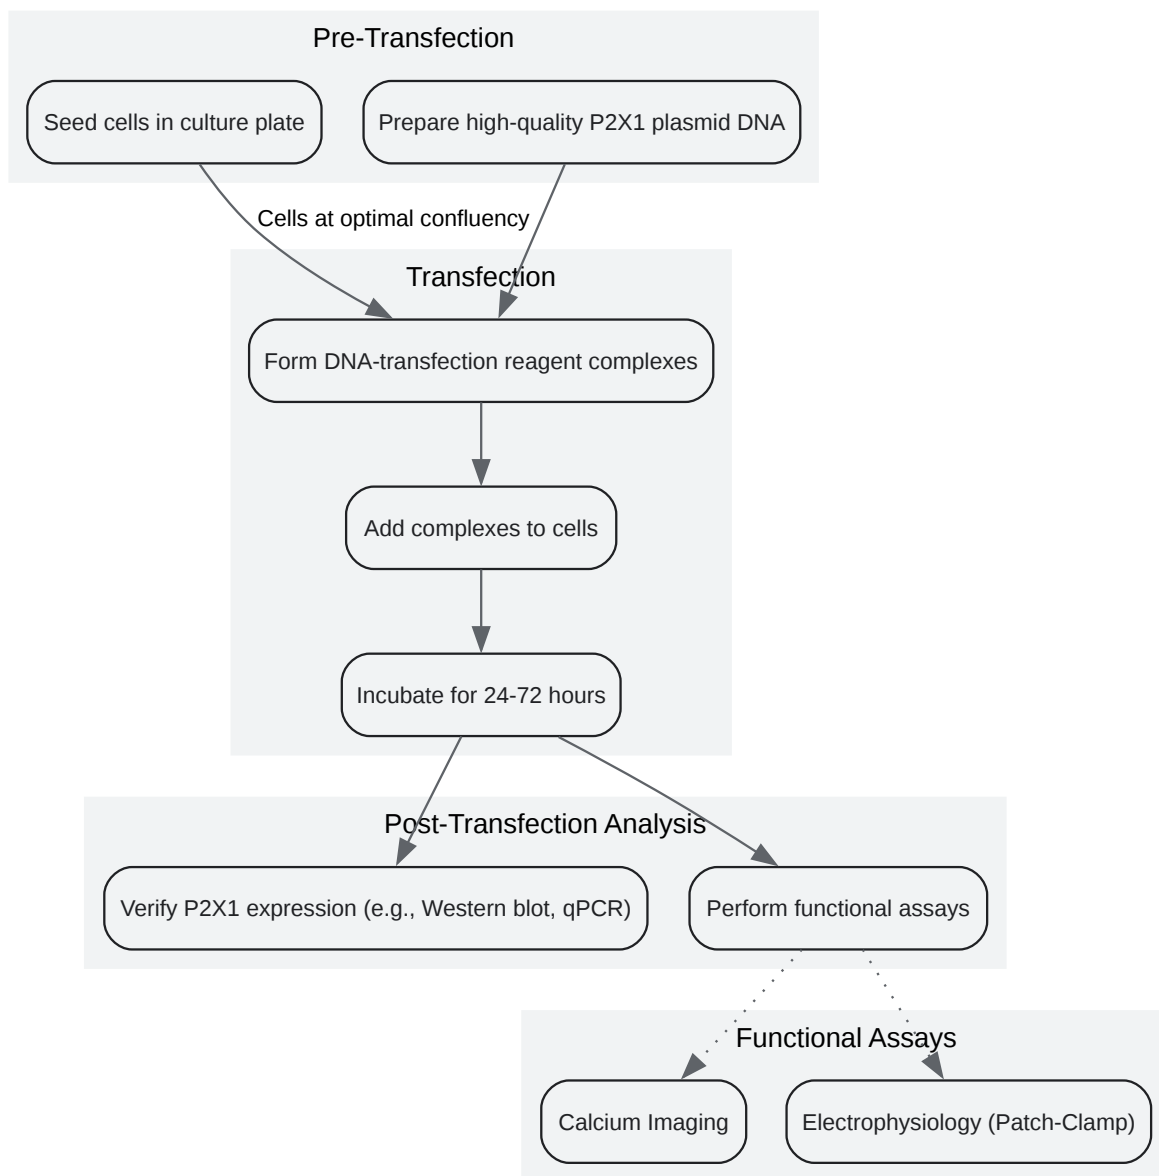 Pre-Transfection
Seed cells in culture plate
Prepare high-quality P2X1 plasmid DNA
Cells at optimal confluency
Transfection
Form DNA-transfection reagent complexes
Add complexes to cells
Incubate for 24-72 hours
Post-Transfection Analysis
Verify P2X1 expression (e.g., Western blot, qPCR)
Perform functional assays
Functional Assays
Calcium Imaging
Electrophysiology (Patch-Clamp)